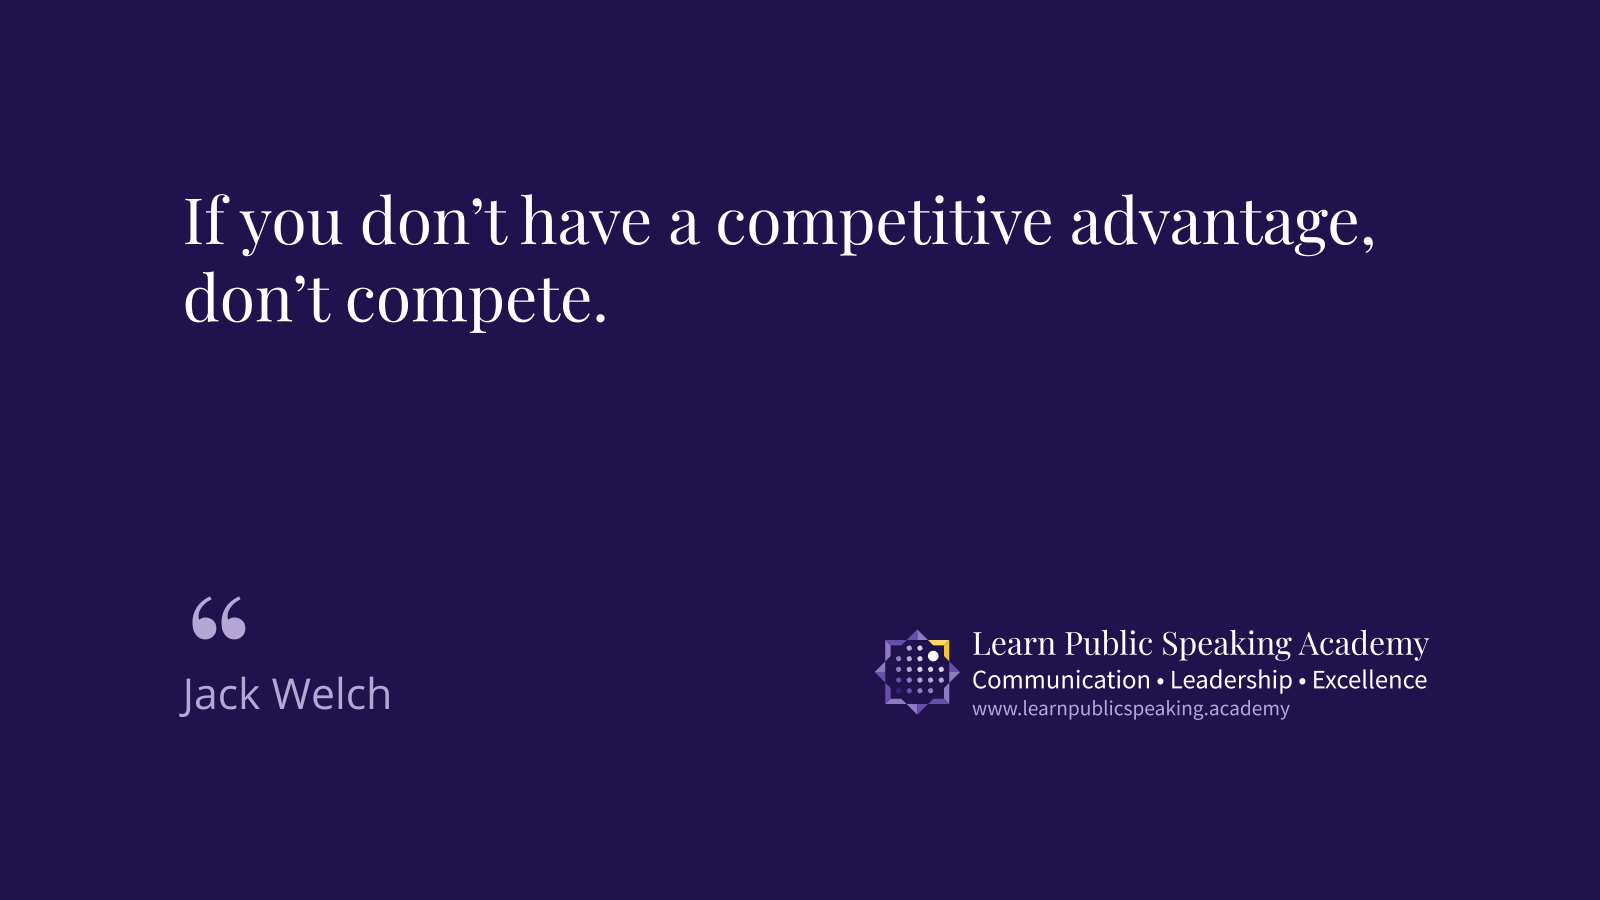 If you don’t have a competitive advantage,
don’t compete.
“
Jack Welch
Learn Public Speaking Academy
Communication • Leadership • Excellence
www.learnpublicspeaking.academy